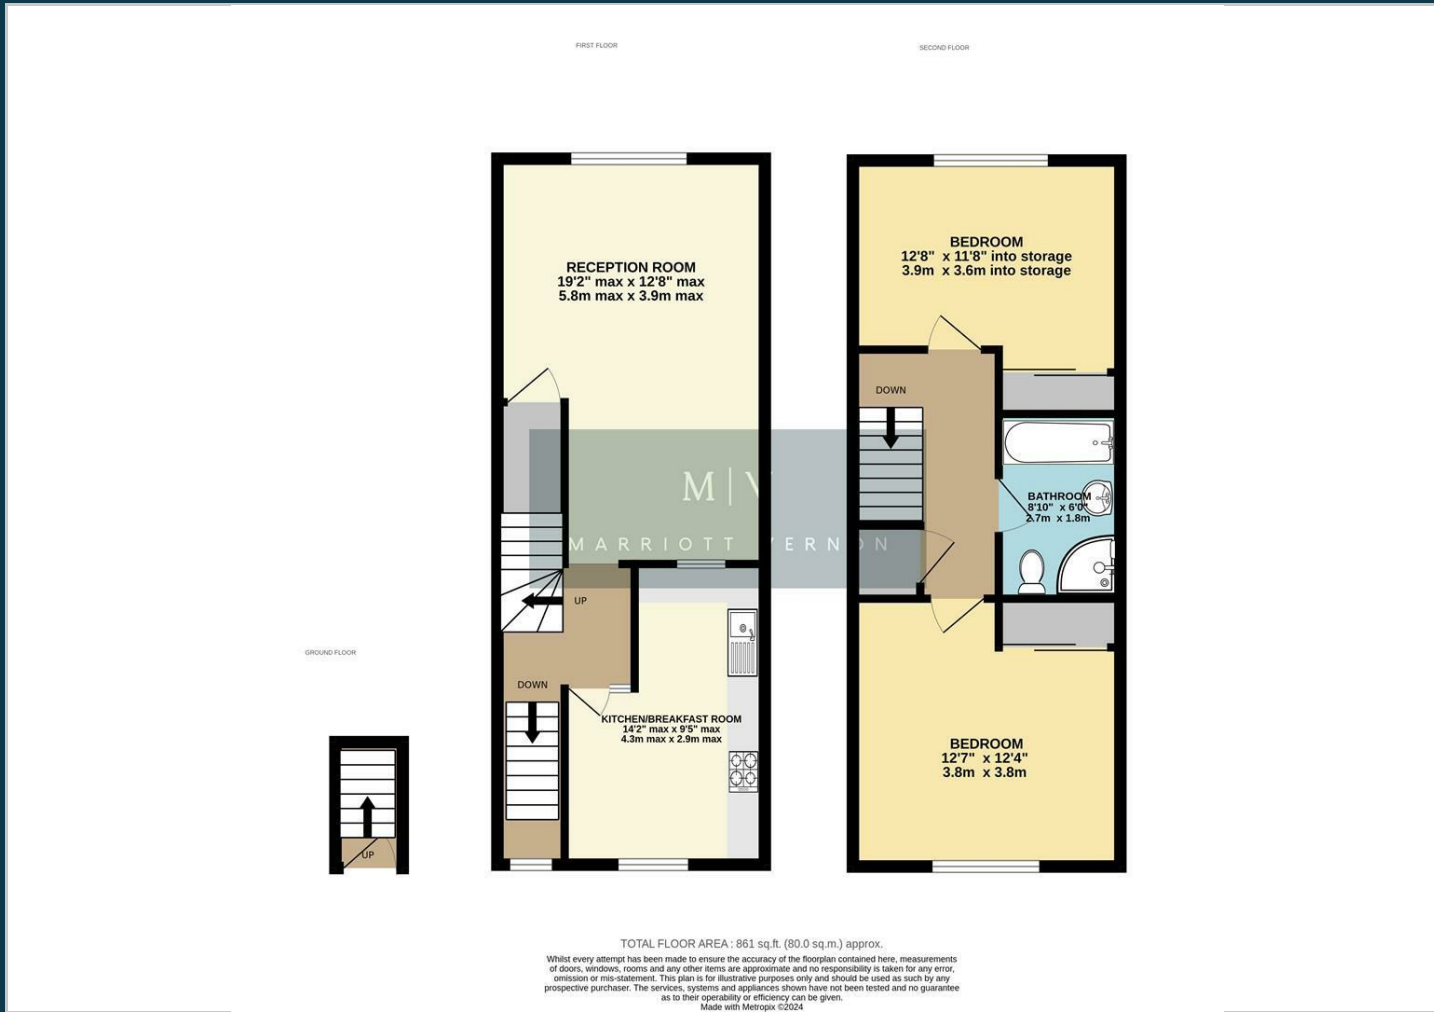 FIRST FLOOR
SECOND FLOOR
RECEPTION ROOM
19'2" max x 12'8" max
5.8m max x 3.9m max
BEDROOM
12'8" x 11'8" into storage
3.9m x 3.6m into storage
DOWN
M|V
MARRIOTT VERNON
BATHROOM
8'10" x 6'0"
2.7m x 1.8m
UP
GROUND FLOOR
DOWN
KITCHEN/BREAKFAST ROOM
14'2" max x 9'5" max
4.3m max x 2.9m max
BEDROOM
12'7" x 12'4"
3.8m x 3.8m
UP
TOTAL FLOOR AREA : 861 sq.ft. (80.0 sq.m.) approx.
Whilst every attempt has been made to ensure the accuracy of the floorplan contained here, measurements
of doors, windows, rooms and any other items are approximate and no responsibility is taken for any error,
omission or mis-statement. This plan is for illustrative purposes only and should be used as such by any
prospective purchaser. The services, systems and appliances shown have not been tested and no guarantee
as to their operability or efficiency can be given.
Made with Metropix ©2024